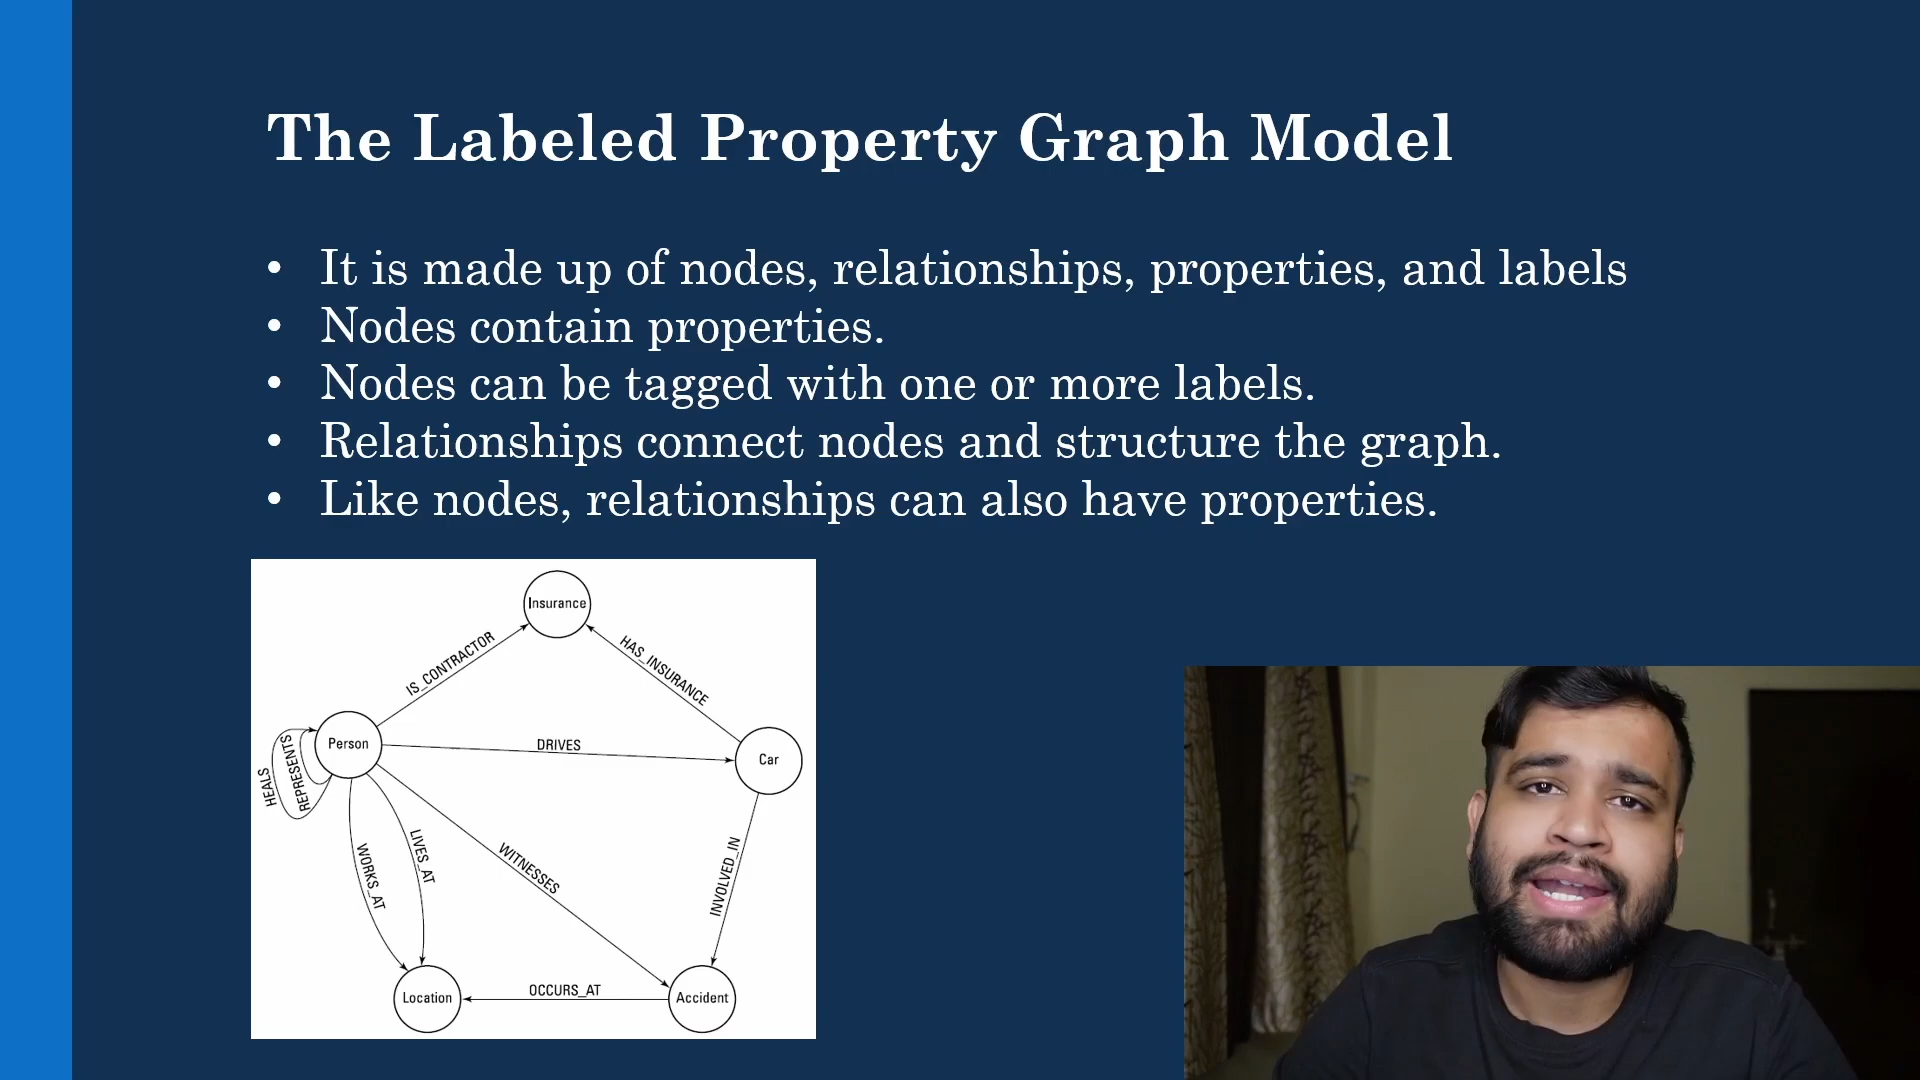 The Labeled Property Graph Model
• It is made up of nodes, relationships, properties, and labels
• Nodes contain properties.
• Nodes can be tagged with one or more labels.
• Relationships connect nodes and structure the graph.
• Like nodes, relationships can also have properties.
Insurance
IS_CONTRACTOR
HAS_INSURANCE
Person
DRIVES
Car
HEALS
REPRESENTS
WORKS_AT
LIVES_AT
WITNESSES
INVOLVED_IN
Location
OCCURS_AT
Accident